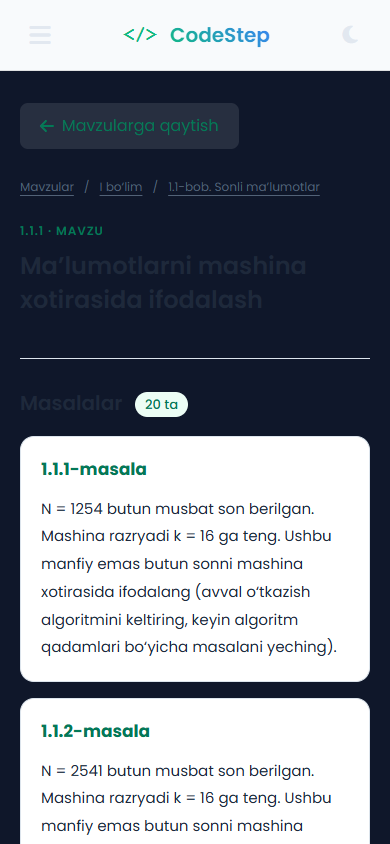 </> CodeStep
← Mavzularga qaytish
Mavzular / I bo‘lim / 1.1-bob. Sonli ma’lumotlar
1.1.1 · MAVZU
Ma’lumotlarni mashina
xotirasida ifodalash
Masalalar 20 ta
1.1.1-masala
N = 1254 butun musbat son berilgan.
Mashina razryadi k = 16 ga teng. Ushbu
manfiy emas butun sonni mashina
xotirasida ifodalang (avval o‘tkazish
algoritmini keltiring, keyin algoritm
qadamlari bo‘yicha masalani yeching).
1.1.2-masala
N = 2541 butun musbat son berilgan.
Mashina razryadi k = 16 ga teng. Ushbu
manfiy emas butun sonni mashina